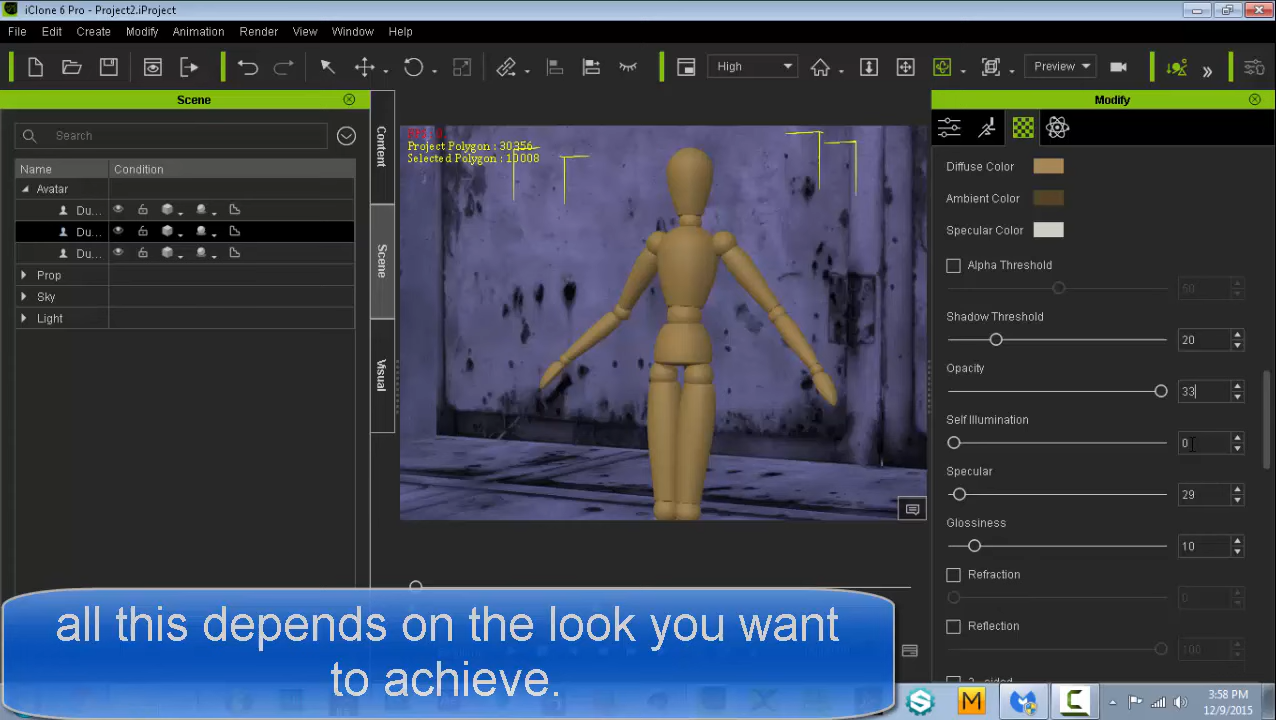 iClone 6 Pro - Project2.iProject
File Edit Create Modify Animation Render View Window Help
High
Preview
Scene
Modify
Search
Name Condition
Avatar
Du...
Du...
Du...
Prop
Sky
Light
Content
Scene
Visual
Project Polygon : 30356
Selected Polygon : 10008
Diffuse Color
Ambient Color
Specular Color
Alpha Threshold
50
Shadow Threshold
20
Opacity
33
Self Illumination
0
Specular
29
Glossiness
10
Refraction
0
Reflection
100
2-sided
all this depends on the look you want
to achieve.
3:58 PM
12/9/2015